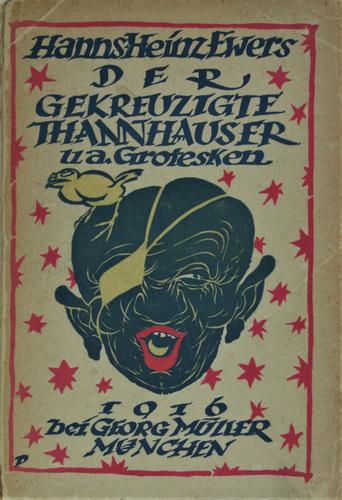 Hanns Heinz Ewers
DER
GEKREUZIGTE
THANNHAUSER
u. a. Grotesken
1916
bei GEORG MÜLLER
MÜNCHEN
P